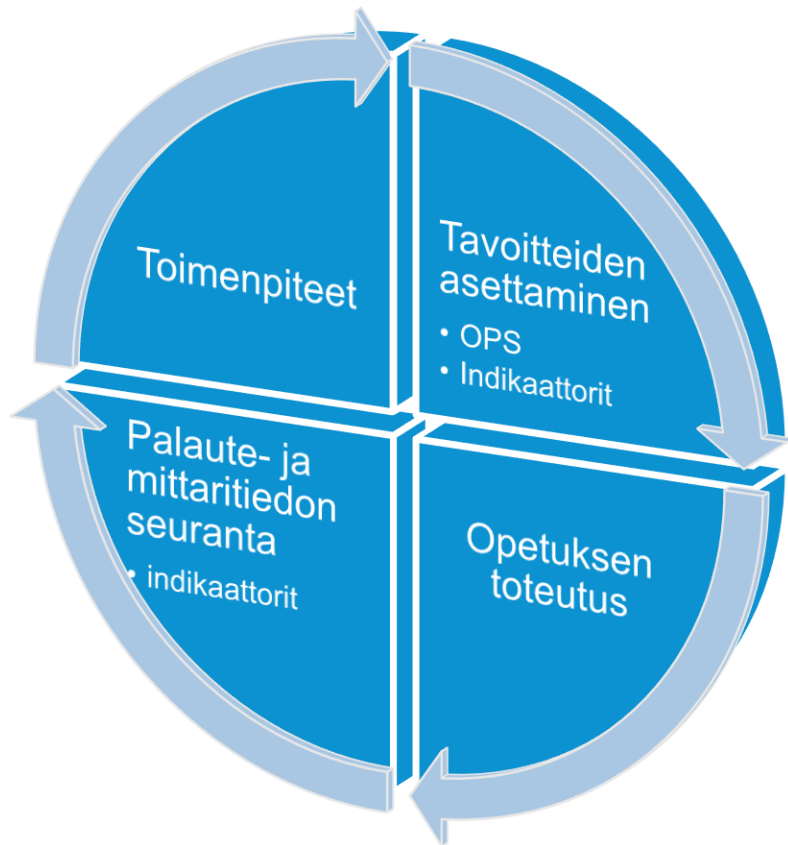 Toimenpiteet
Tavoitteiden
asettaminen
• OPS
• Indikaattorit
Palaute- ja
mittaritiedon
seuranta
• indikaattorit
Opetuksen
toteutus